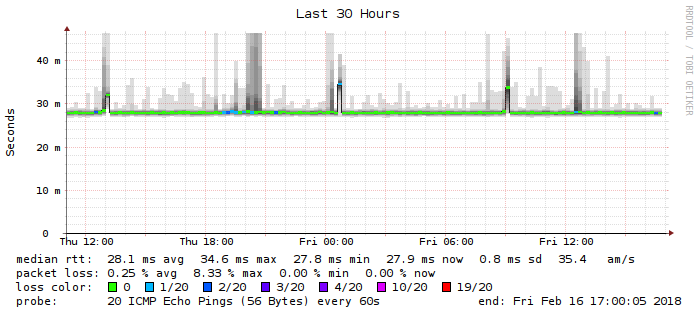 Last 30 Hours
RRDTOOL / TOBI OETIKER
Seconds
40 m
30 m
20 m
10 m
0
Thu 12:00 Thu 18:00 Fri 00:00 Fri 06:00 Fri 12:00
median rtt: 28.1 ms avg 34.6 ms max 27.8 ms min 27.9 ms now 0.8 ms sd 35.4 am/s
packet loss: 0.25 % avg 8.33 % max 0.00 % min 0.00 % now
loss color: 0 1/20 2/20 3/20 4/20 10/20 19/20
probe: 20 ICMP Echo Pings (56 Bytes) every 60s end: Fri Feb 16 17:00:05 2018